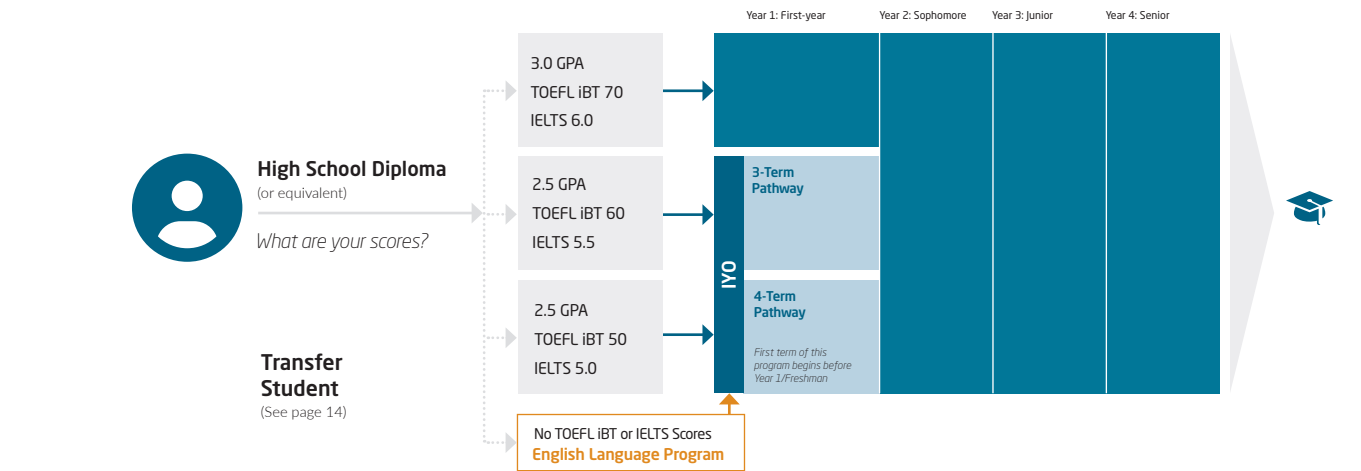 Year 1: First-year
Year 2: Sophomore
Year 3: Junior
Year 4: Senior
3.0 GPA
TOEFL iBT 70
IELTS 6.0
High School Diploma
(or equivalent)
What are your scores?
2.5 GPA
TOEFL iBT 60
IELTS 5.5
IYO
3-Term
Pathway
2.5 GPA
TOEFL iBT 50
IELTS 5.0
4-Term
Pathway
First term of this
program begins before
Year 1/Freshman
Transfer
Student
(See page 14)
No TOEFL iBT or IELTS Scores
English Language Program